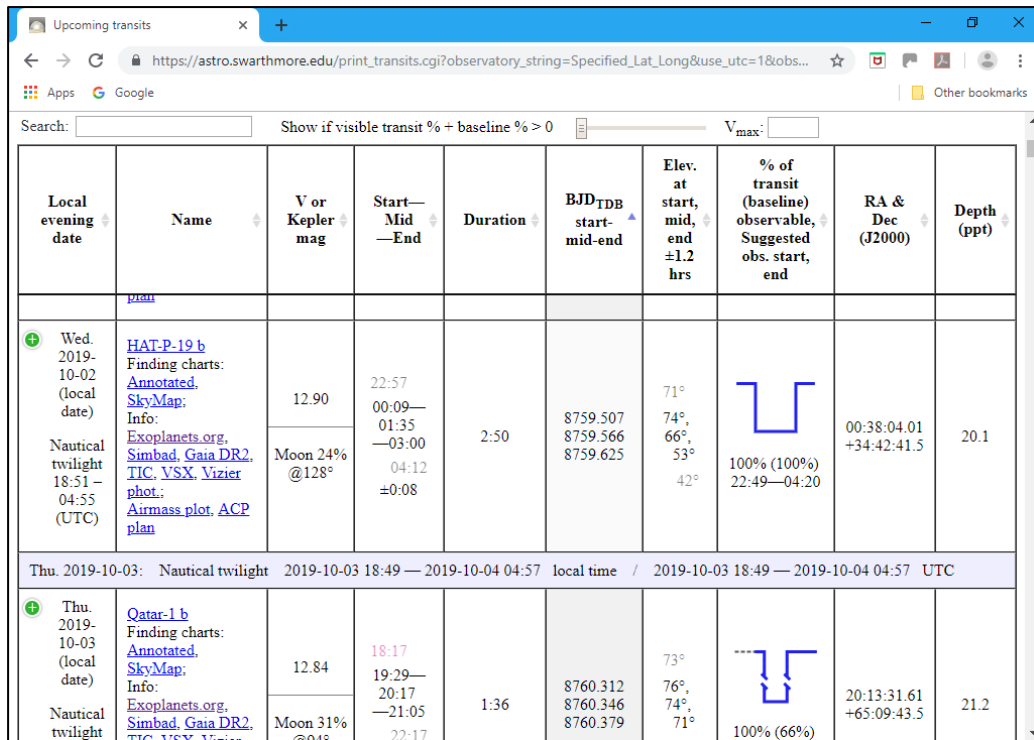 Upcoming transits
https://astro.swarthmore.edu/print_transits.cgi?observatory_string=Specified_Lat_Long&use_utc=1&obs...
Apps
Google
Other bookmarks
Search:
Show if visible transit % + baseline % > 0
Vmax:
Local
evening
date
Name
V or
Kepler
mag
Start—
Mid
—End
Duration
BJDTDB
start-
mid-end
Elev.
at
start,
mid,
end
±1.2
hrs
% of
transit
(baseline)
observable,
Suggested
obs. start,
end
RA &
Dec
(J2000)
Depth
(ppt)
plan
Wed.
2019-
10-02
(local
date)
Nautical
twilight
18:51 –
04:55
(UTC)
HAT-P-19 b
Finding charts:
Annotated,
SkyMap;
Info:
Exoplanets.org,
Simbad, Gaia DR2,
TIC, VSX, Vizier
phot.;
Airmass plot, ACP
plan
12.90
Moon 24%
@128°
22:57
00:09—
01:35
—03:00
04:12
±0:08
2:50
8759.507
8759.566
8759.625
71°
74°,
66°,
53°
42°
100% (100%)
22:49—04:20
00:38:04.01
+34:42:41.5
20.1
Thu. 2019-10-03: Nautical twilight 2019-10-03 18:49 — 2019-10-04 04:57 local time / 2019-10-03 18:49 — 2019-10-04 04:57 UTC
Thu.
2019-
10-03
(local
date)
Nautical
twilight
Qatar-1 b
Finding charts:
Annotated,
SkyMap;
Info:
Exoplanets.org,
Simbad, Gaia DR2,
TIC, VSX, Vizier
12.84
Moon 31%
@94°
18:17
19:29—
20:17
—21:05
22:17
1:36
8760.312
8760.346
8760.379
73°
76°,
74°,
71°
100% (66%)
20:13:31.61
+65:09:43.5
21.2